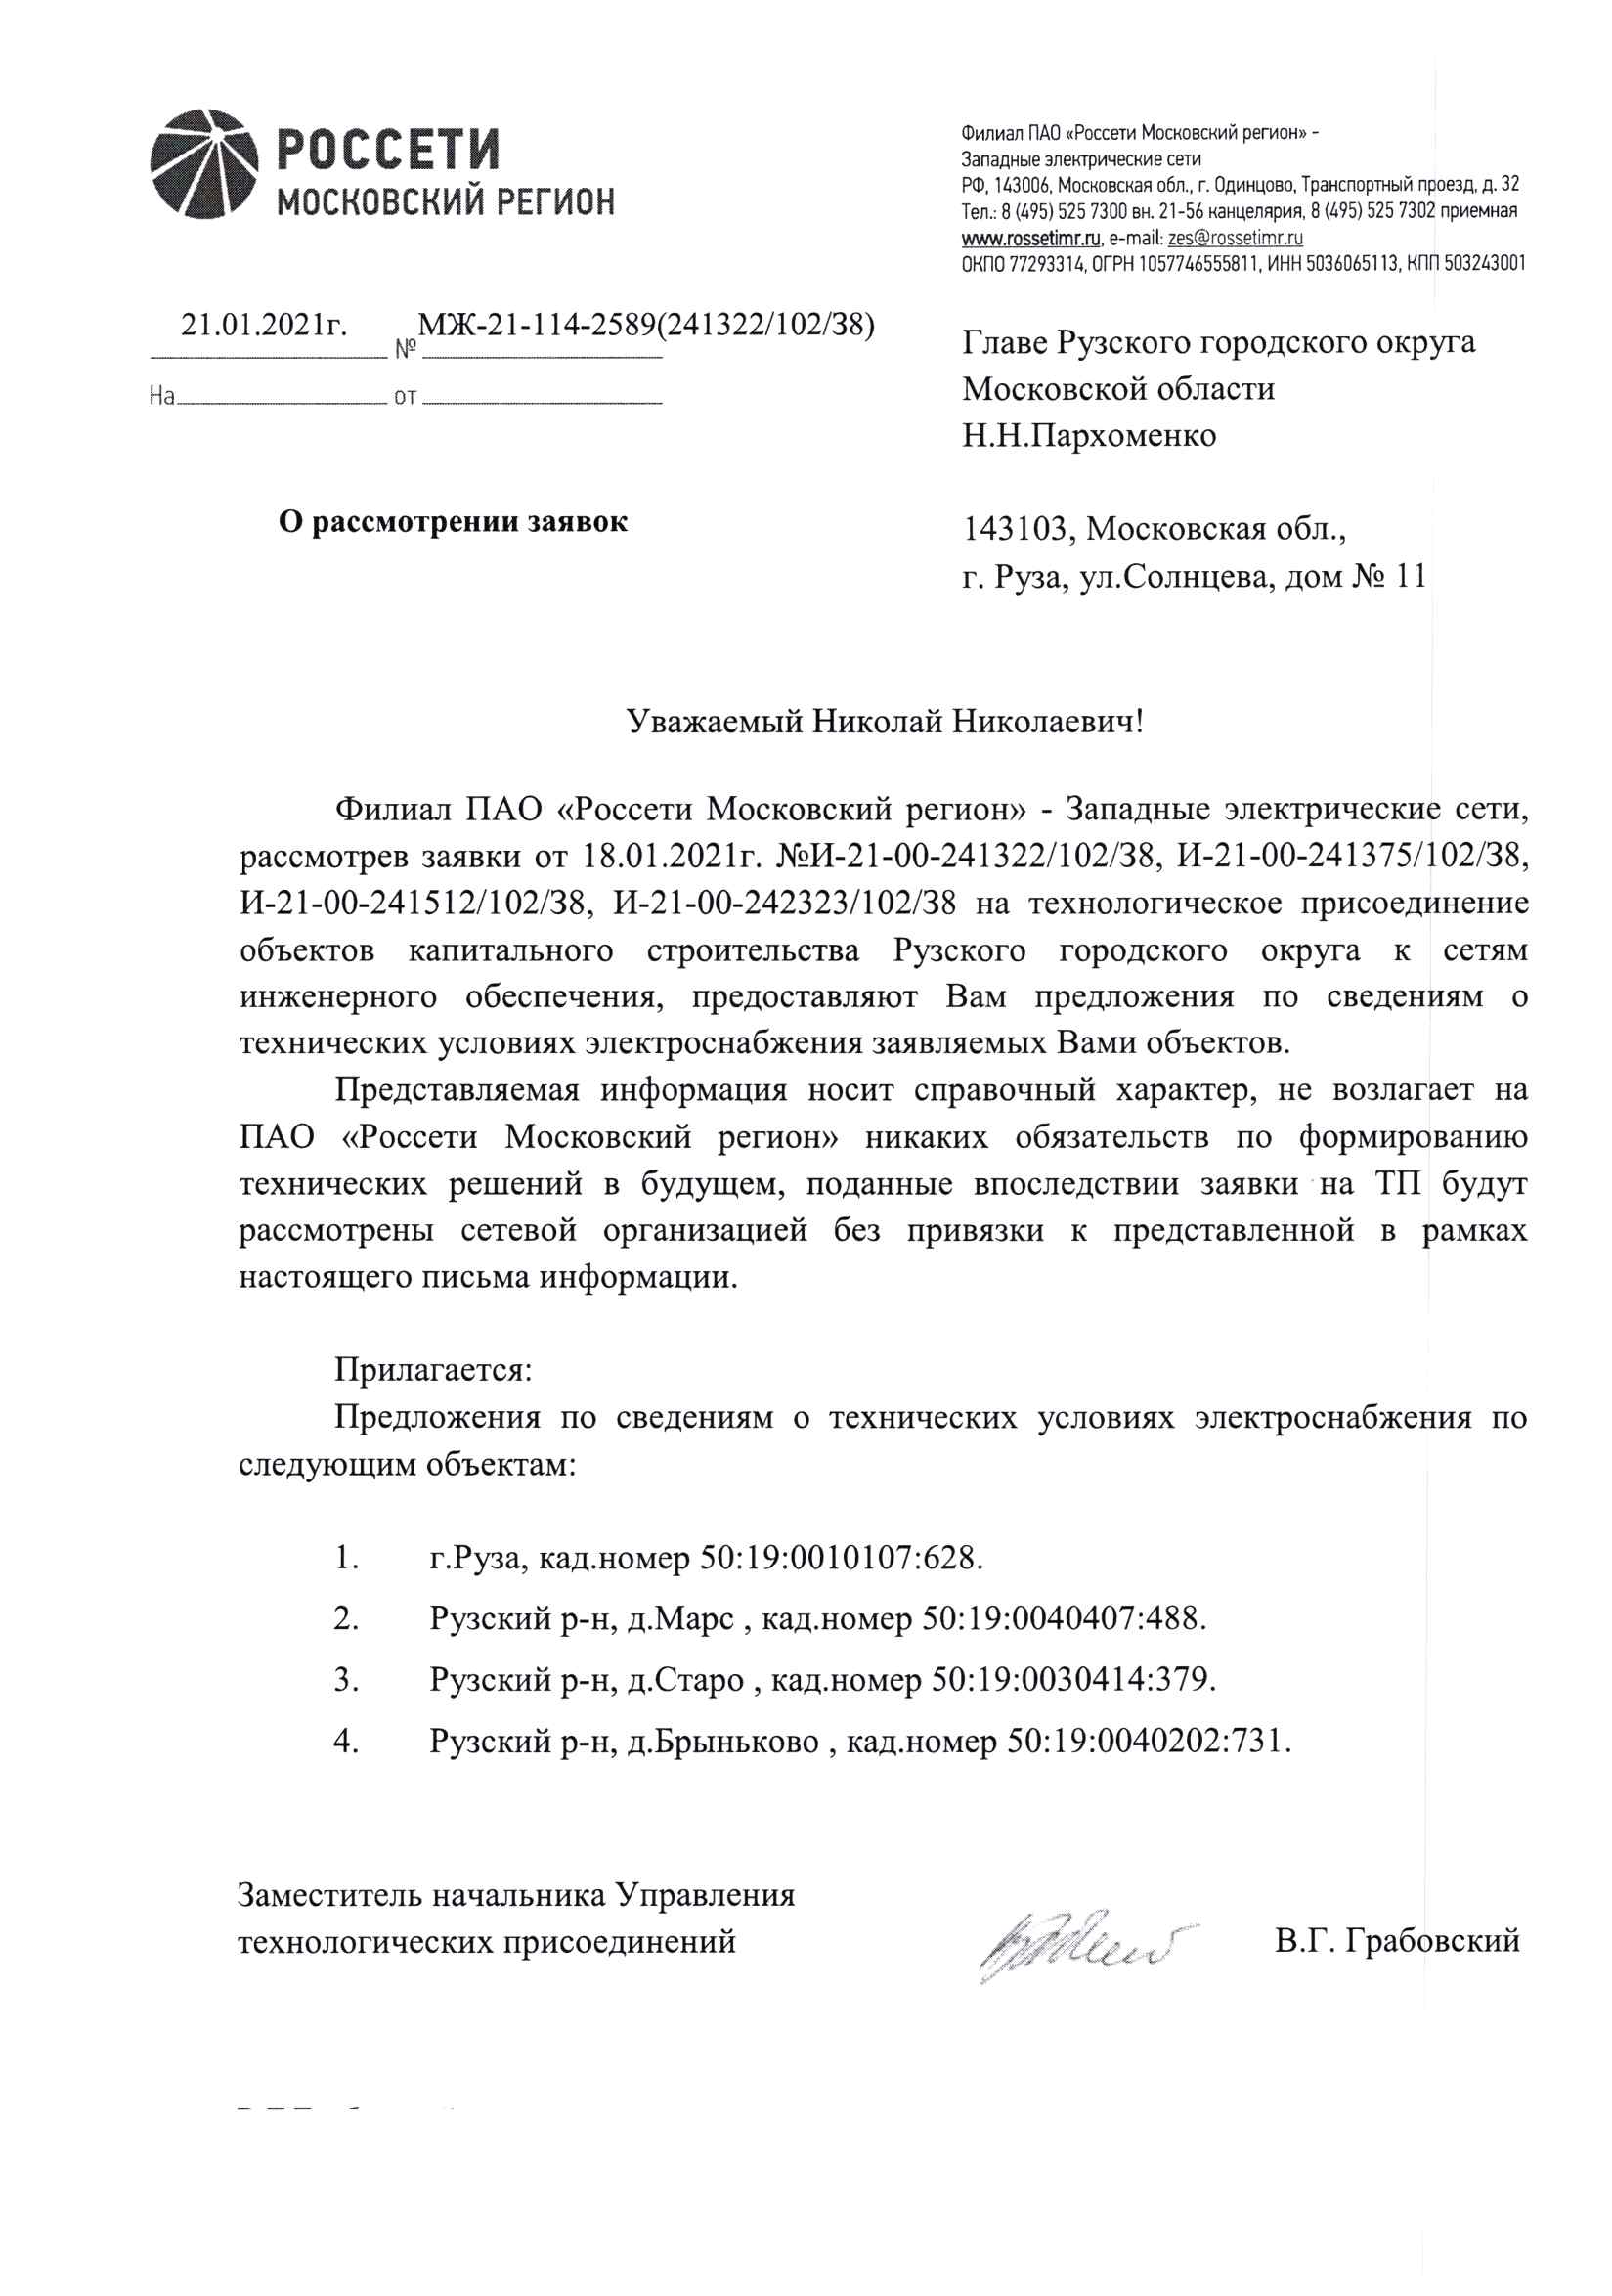 РОССЕТИ
МОСКОВСКИЙ РЕГИОН
Филиал ПАО «Россети Московский регион» -
Западные электрические сети
РФ, 143006, Московская обл., г. Одинцово, Транспортный проезд, д. 32
Тел.: 8 (495) 525 7300 вн. 21-56 канцелярия, 8 (495) 525 7302 приемная
www.rossetimr.ru, e-mail: zes@rossetimr.ru
ОКПО 77293314, ОГРН 1057746555811, ИНН 5036065113, КПП 503243001
21.01.2021г. № МЖ-21-114-2589(241322/102/З8)
На от
Главе Рузского городского округа
Московской области
Н.Н.Пархоменко
О рассмотрении заявок
143103, Московская обл.,
г. Руза, ул.Солнцева, дом № 11
Уважаемый Николай Николаевич!
Филиал ПАО «Россети Московский регион» - Западные электрические сети,
рассмотрев заявки от 18.01.2021г. №И-21-00-241322/102/З8, И-21-00-241375/102/З8,
И-21-00-241512/102/З8, И-21-00-242323/102/З8 на технологическое присоединение
объектов капитального строительства Рузского городского округа к сетям
инженерного обеспечения, предоставляют Вам предложения по сведениям о
технических условиях электроснабжения заявляемых Вами объектов.
Представляемая информация носит справочный характер, не возлагает на
ПАО «Россети Московский регион» никаких обязательств по формированию
технических решений в будущем, поданные впоследствии заявки на ТП будут
рассмотрены сетевой организацией без привязки к представленной в рамках
настоящего письма информации.
Прилагается:
Предложения по сведениям о технических условиях электроснабжения по
следующим объектам:
1. г.Руза, кад.номер 50:19:0010107:628.
2. Рузский р-н, д.Марс , кад.номер 50:19:0040407:488.
3. Рузский р-н, д.Старо , кад.номер 50:19:0030414:379.
4. Рузский р-н, д.Брыньково , кад.номер 50:19:0040202:731.
Заместитель начальника Управления
технологических присоединений
В.Г. Грабовский